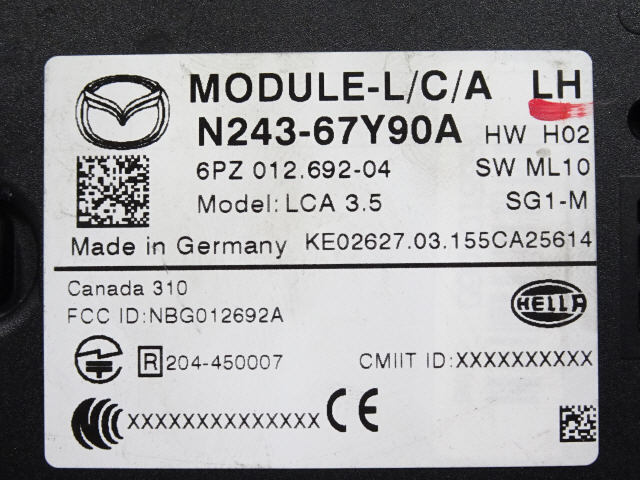 MODULE-L/C/A LH
N243-67Y90A HW H02
6PZ 012.692-04 SW ML10
Model: LCA 3.5 SG1-M
Made in Germany KE02627.03.155CA25614
Canada 310
FCC ID:NBG012692A
HELLA
R 204-450007 CMIIT ID:XXXXXXXXXX
XXXXXXXXXXXXXX CE